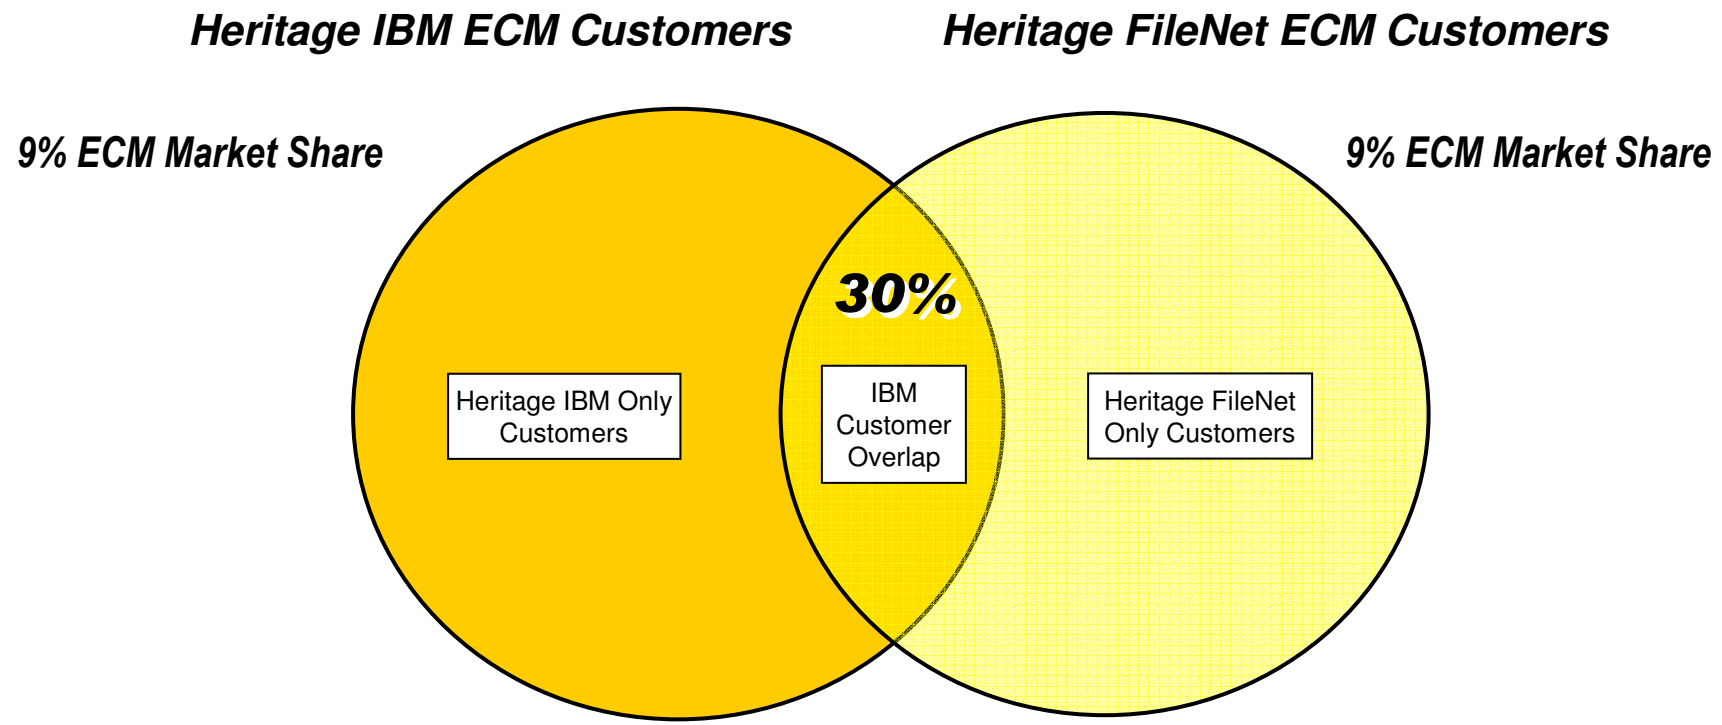 Heritage IBM ECM Customers
Heritage FileNet ECM Customers
9% ECM Market Share
9% ECM Market Share
30%
Heritage IBM Only
Customers
IBM
Customer
Overlap
Heritage FileNet
Only Customers